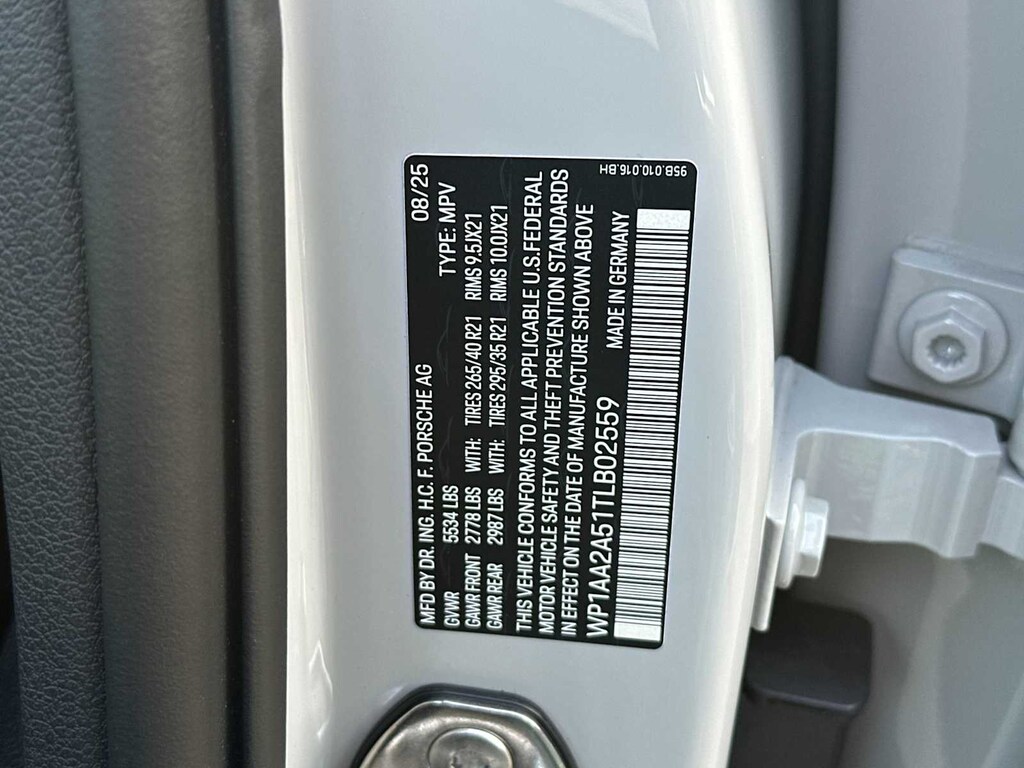 MFD BY DR. ING. H.C. F. PORSCHE AG 08/25
GVWR 5534 LBS TYPE: MPV
GAWR FRONT 2778 LBS WITH: TIRES 265/40 R21 RIMS 9.5JX21
GAWR REAR 2987 LBS WITH: TIRES 295/35 R21 RIMS 10.0JX21
THIS VEHICLE CONFORMS TO ALL APPLICABLE U.S. FEDERAL
MOTOR VEHICLE SAFETY AND THEFT PREVENTION STANDARDS
IN EFFECT ON THE DATE OF MANUFACTURE SHOWN ABOVE
WP1AA2A51TLB02559 MADE IN GERMANY
95B.010.016.BH